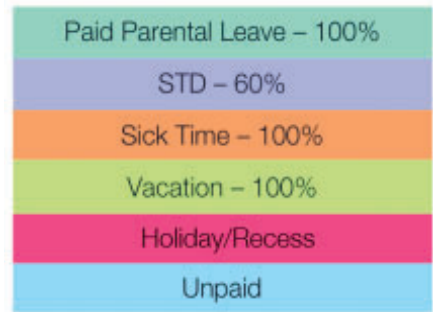 Paid Parental Leave – 100%
STD – 60%
Sick Time – 100%
Vacation – 100%
Holiday/Recess
Unpaid